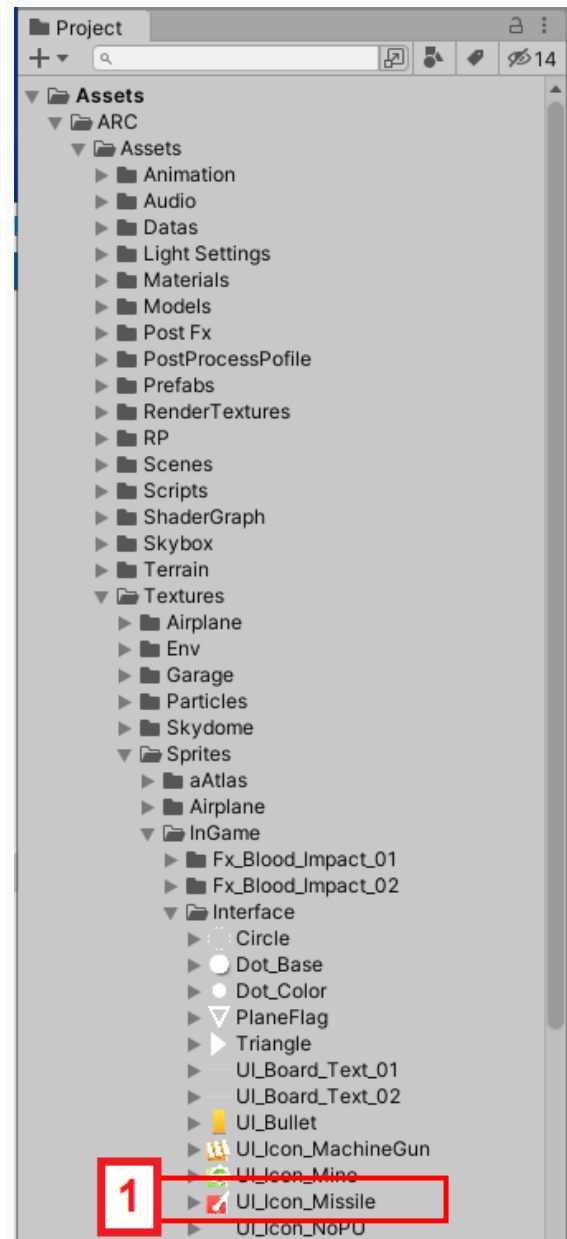 Project
14
Assets
ARC
Assets
Animation
Audio
Datas
Light Settings
Materials
Models
Post Fx
PostProcessPofile
Prefabs
RenderTextures
RP
Scenes
Scripts
ShaderGraph
Skybox
Terrain
Textures
Airplane
Env
Garage
Particles
Skydome
Sprites
aAtlas
Airplane
InGame
Fx_Blood_Impact_01
Fx_Blood_Impact_02
Interface
Circle
Dot_Base
Dot_Color
PlaneFlag
Triangle
UI_Board_Text_01
UI_Board_Text_02
UI_Bullet
UI_Icon_MachineGun
UI_Icon_Mine
1 UI_Icon_Missile
UI_Icon_NoPU